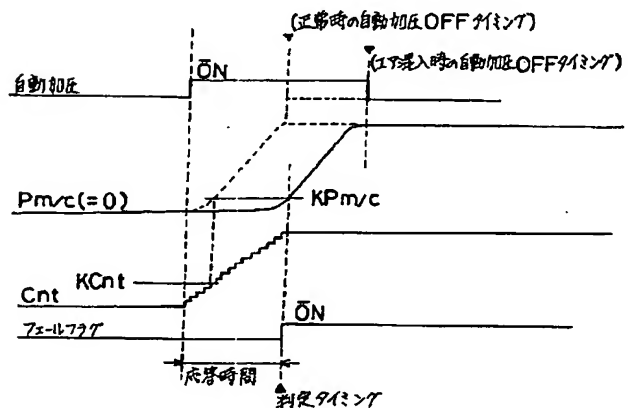 (正常時の自動加圧OFFタイミング)
(エア混入時の自動加圧OFFタイミング)
ON
自動加圧
Pm/c(=0)
KPm/c
KCnt
Cnt
ON
フェールフラグ
応答時間
判定タイミング